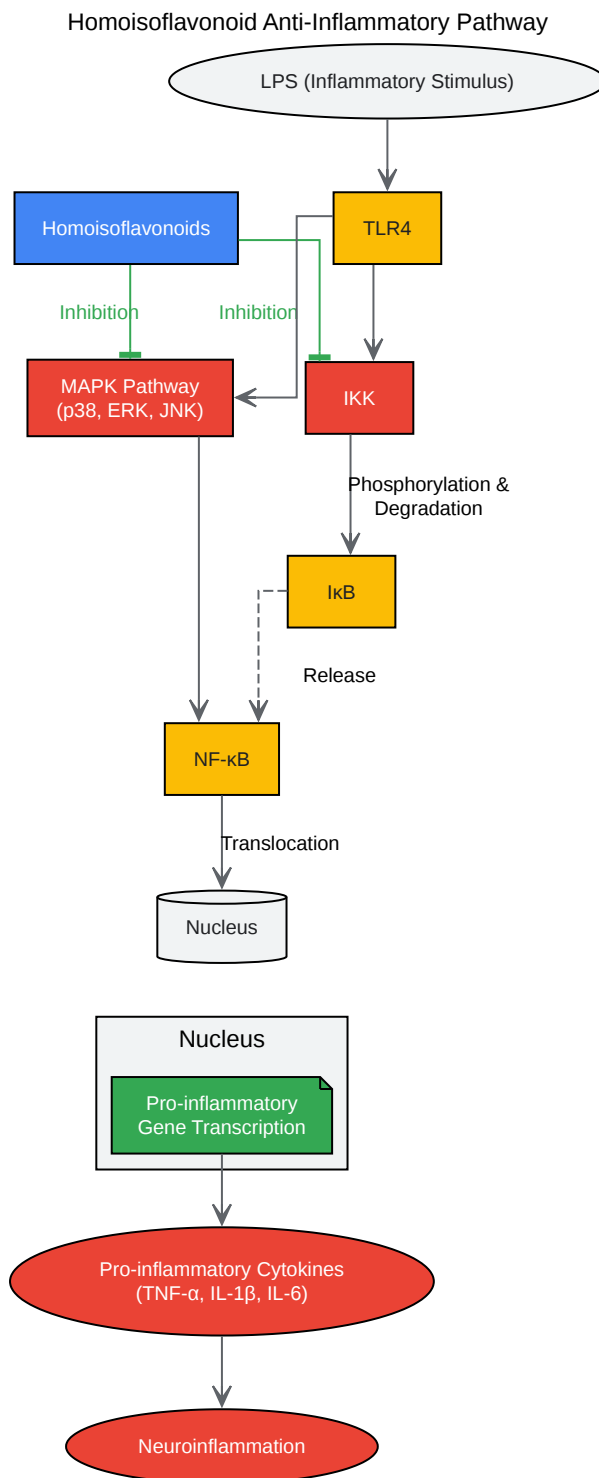 Homoisoflavonoid Anti-Inflammatory Pathway
LPS (Inflammatory Stimulus)
Homoisoflavonoids
TLR4
Inhibition
Inhibition
MAPK Pathway
(p38, ERK, JNK)
IKK
Phosphorylation &
Degradation
IκB
Release
NF-κB
Translocation
Nucleus
Nucleus
Pro-inflammatory
Gene Transcription
Pro-inflammatory Cytokines
(TNF-α, IL-1β, IL-6)
Neuroinflammation